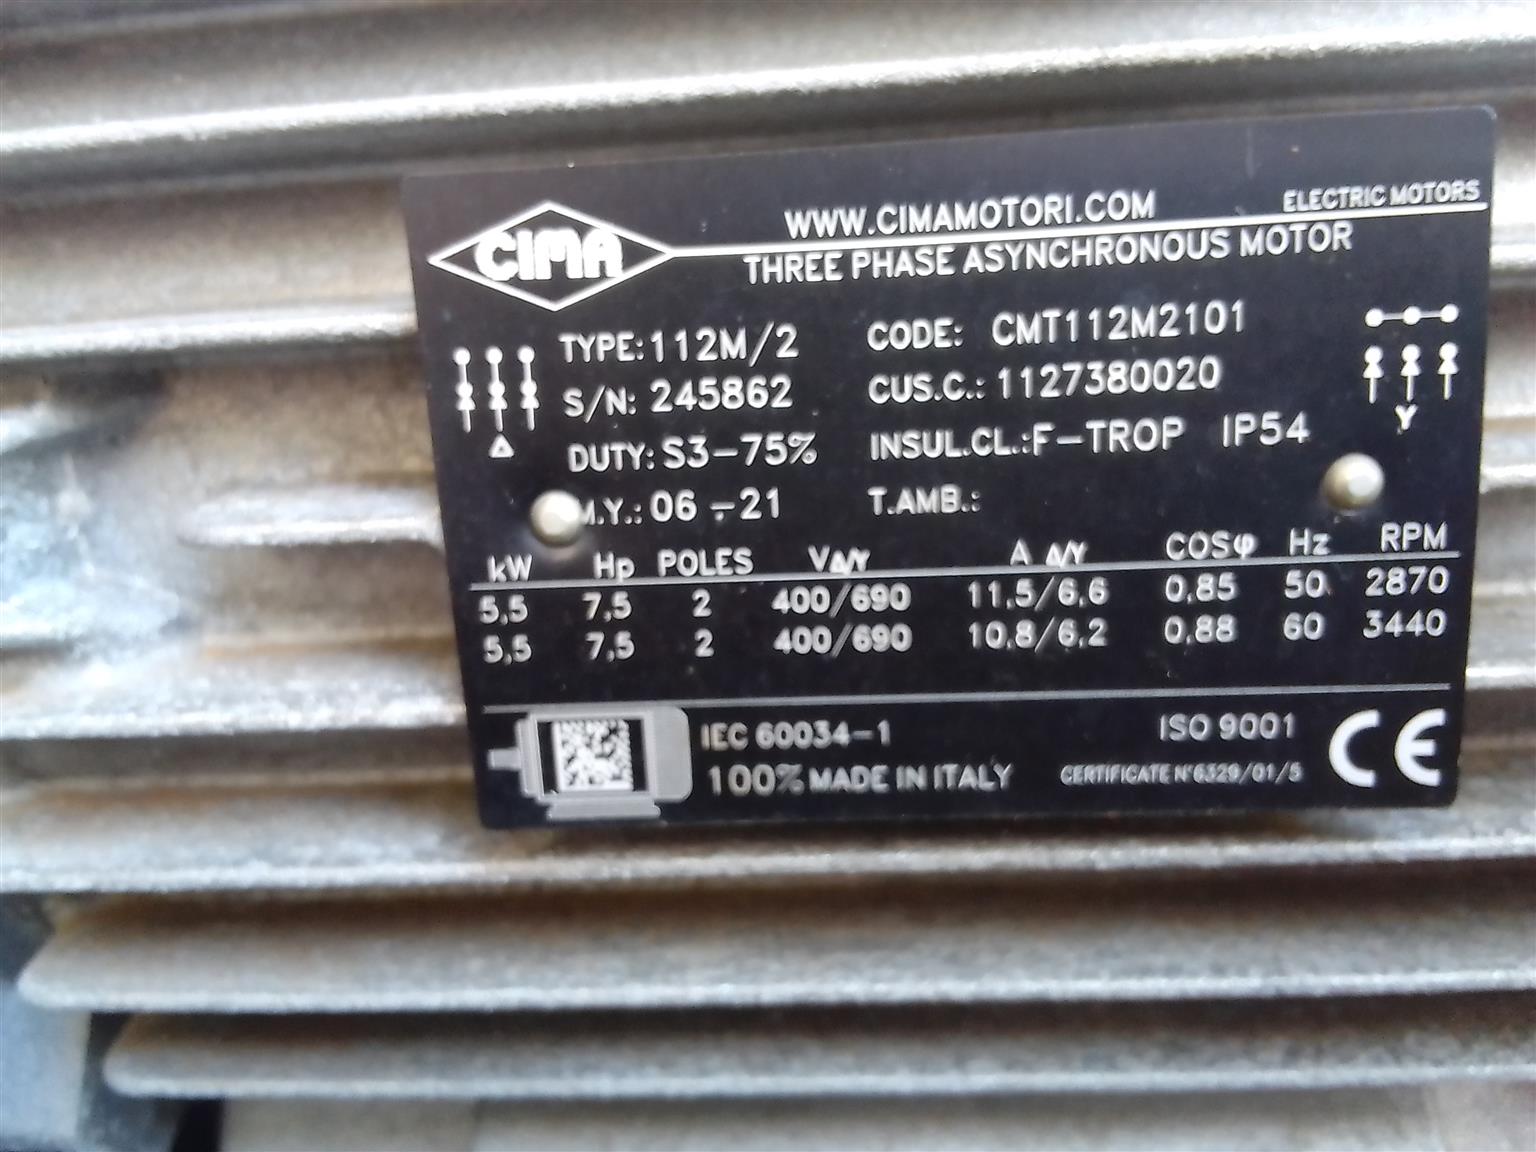 CIMA
WWW.CIMAMOTORI.COM ELECTRIC MOTORS
THREE PHASE ASYNCHRONOUS MOTOR
TYPE: 112M/2 CODE: CMT112M2101
S/N: 245862 CUS.C.: 1127380020
DUTY: S3-75% INSUL.CL.:F-TROP IP54
Δ Y
M.Y.: 06-21 T.AMB.:
kW Hp POLES VΔ/Y A Δ/Y COSφ Hz RPM
5,5 7,5 2 400/690 11,5/6,6 0,85 50 2870
5,5 7,5 2 400/690 10,8/6,2 0,88 60 3440
IEC 60034-1 ISO 9001 CE
100% MADE IN ITALY CERTIFICATE N°6329/01/S